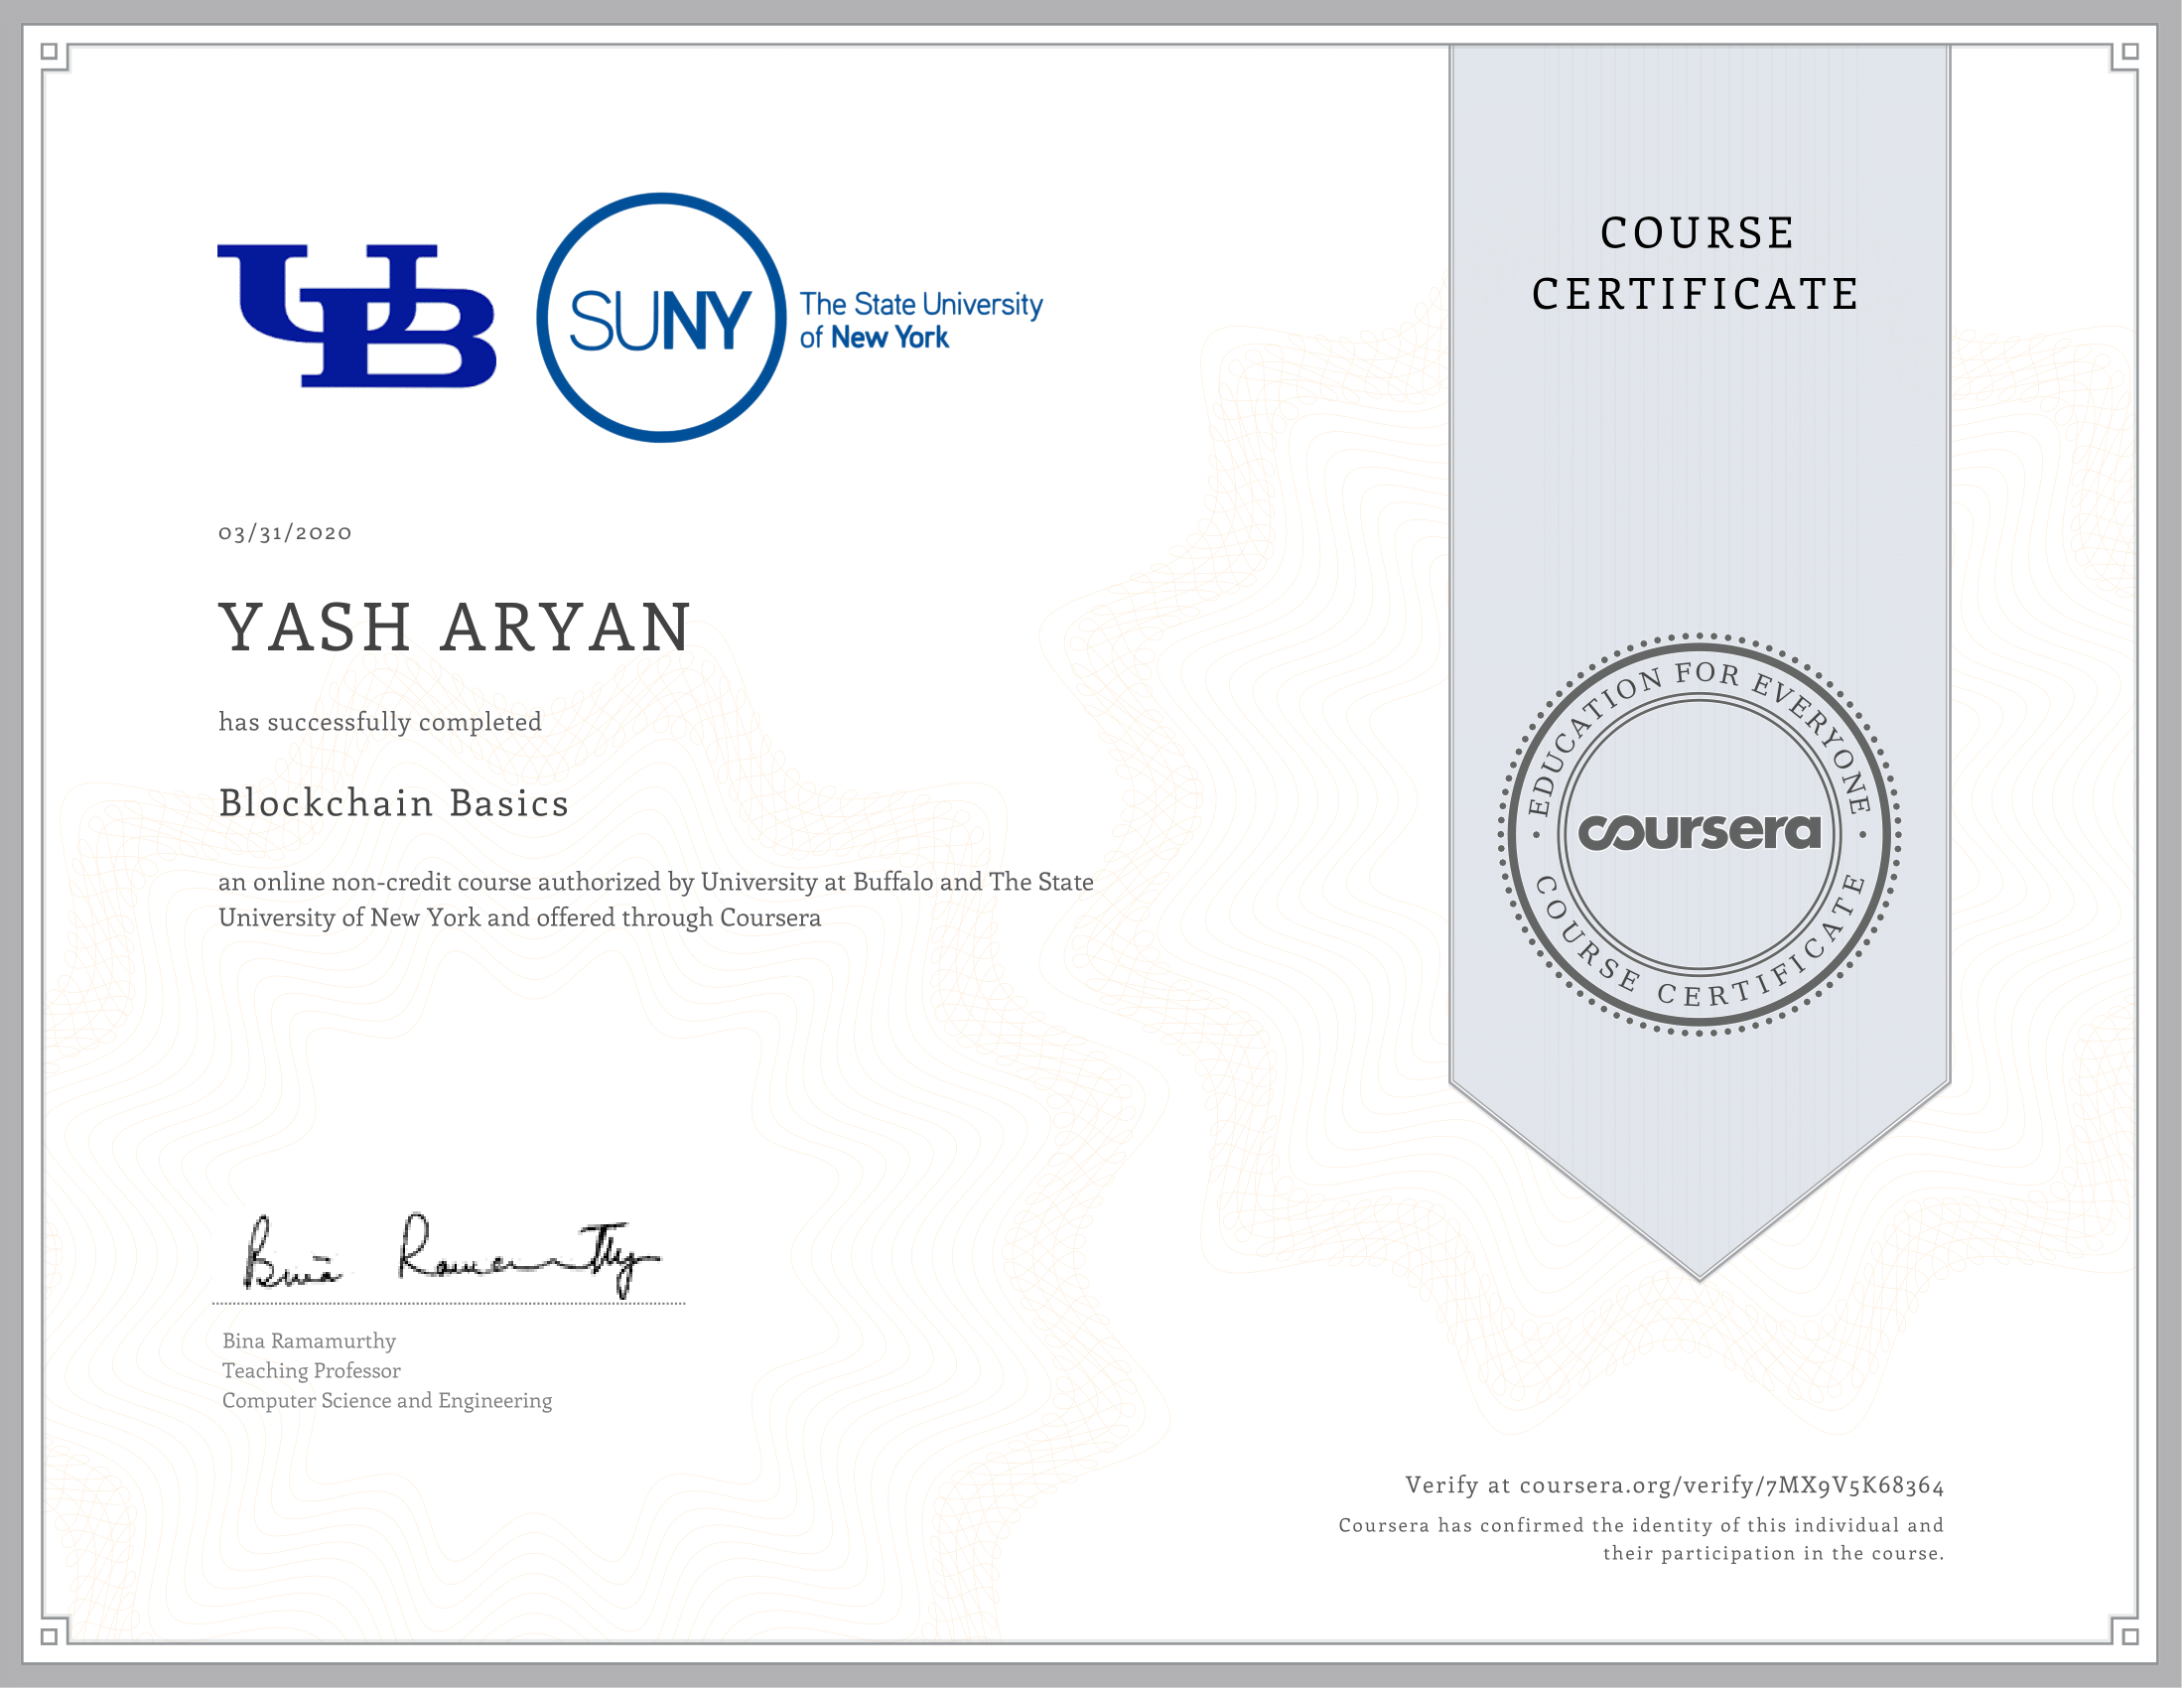 UB
SUNY
The State University
of New York
COURSE
CERTIFICATE
03/31/2020
YASH ARYAN
has successfully completed
Blockchain Basics
an online non-credit course authorized by University at Buffalo and The State
University of New York and offered through Coursera
EDUCATION FOR EVERYONE
coursera
COURSE CERTIFICATE
Bina Ramamurthy
Bina Ramamurthy
Teaching Professor
Computer Science and Engineering
Verify at coursera.org/verify/7MX9V5K68364
Coursera has confirmed the identity of this individual and
their participation in the course.